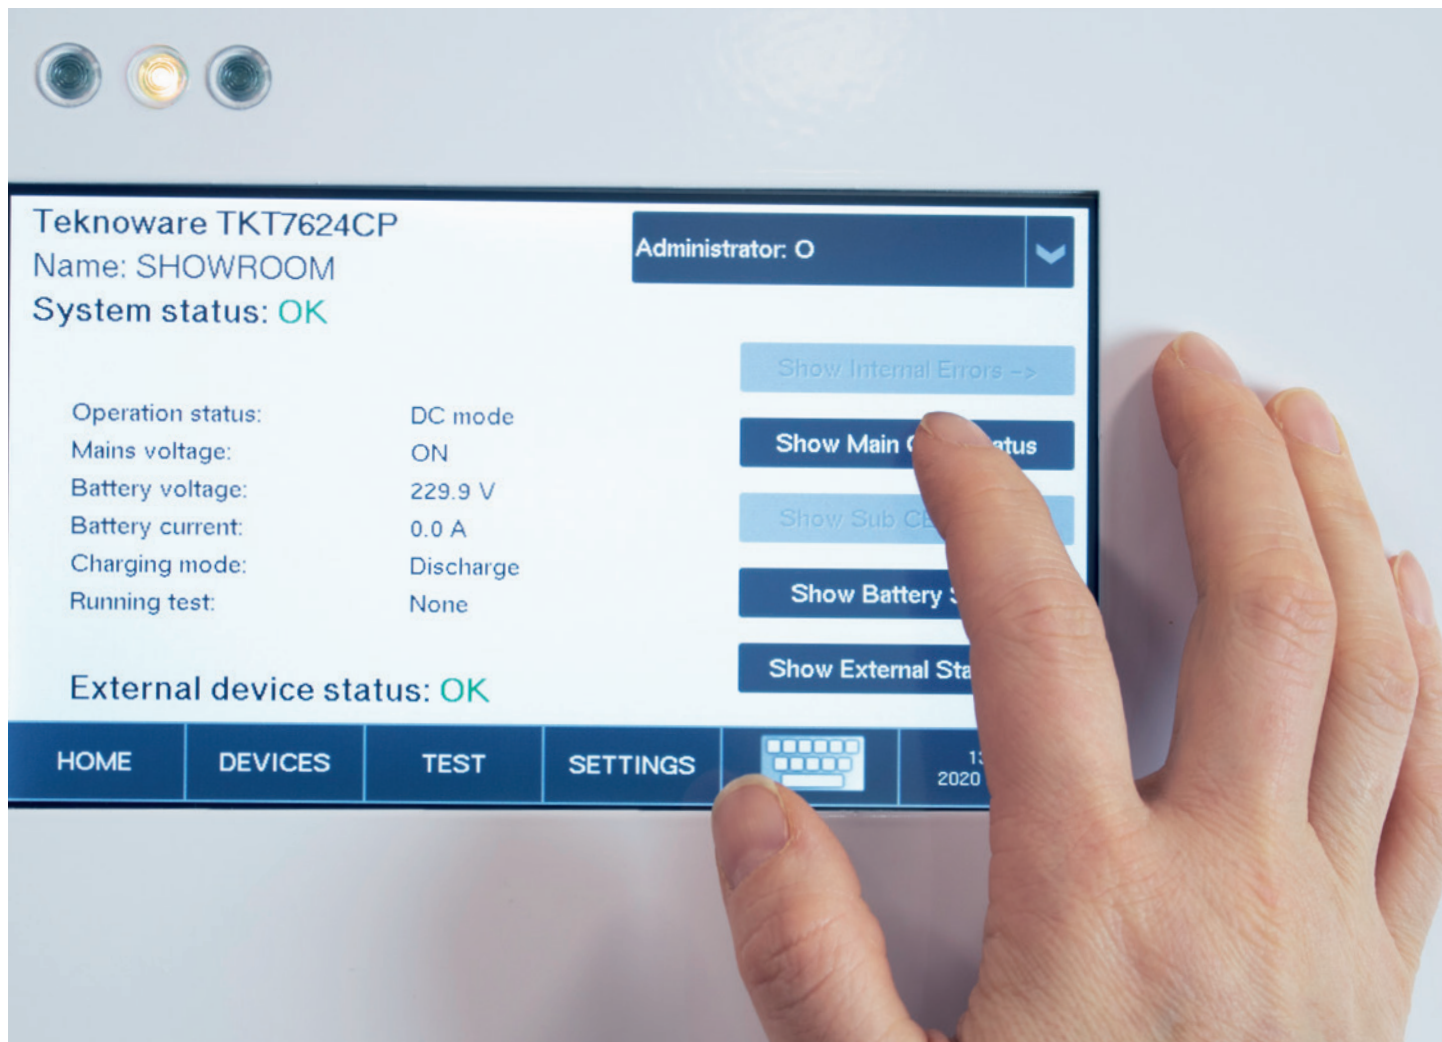 Teknoware TKT7624CP
Name: SHOWROOM
System status: OK
Administrator: O
Show Internal Errors ->
Operation status: DC mode
Show Main
Mains voltage: ON
Battery voltage: 229.9 V
Show Sub
Battery current: 0.0 A
Charging mode: Discharge
Show Battery
Running test: None
Show External
External device status: OK
HOME DEVICES TEST SETTINGS
2020